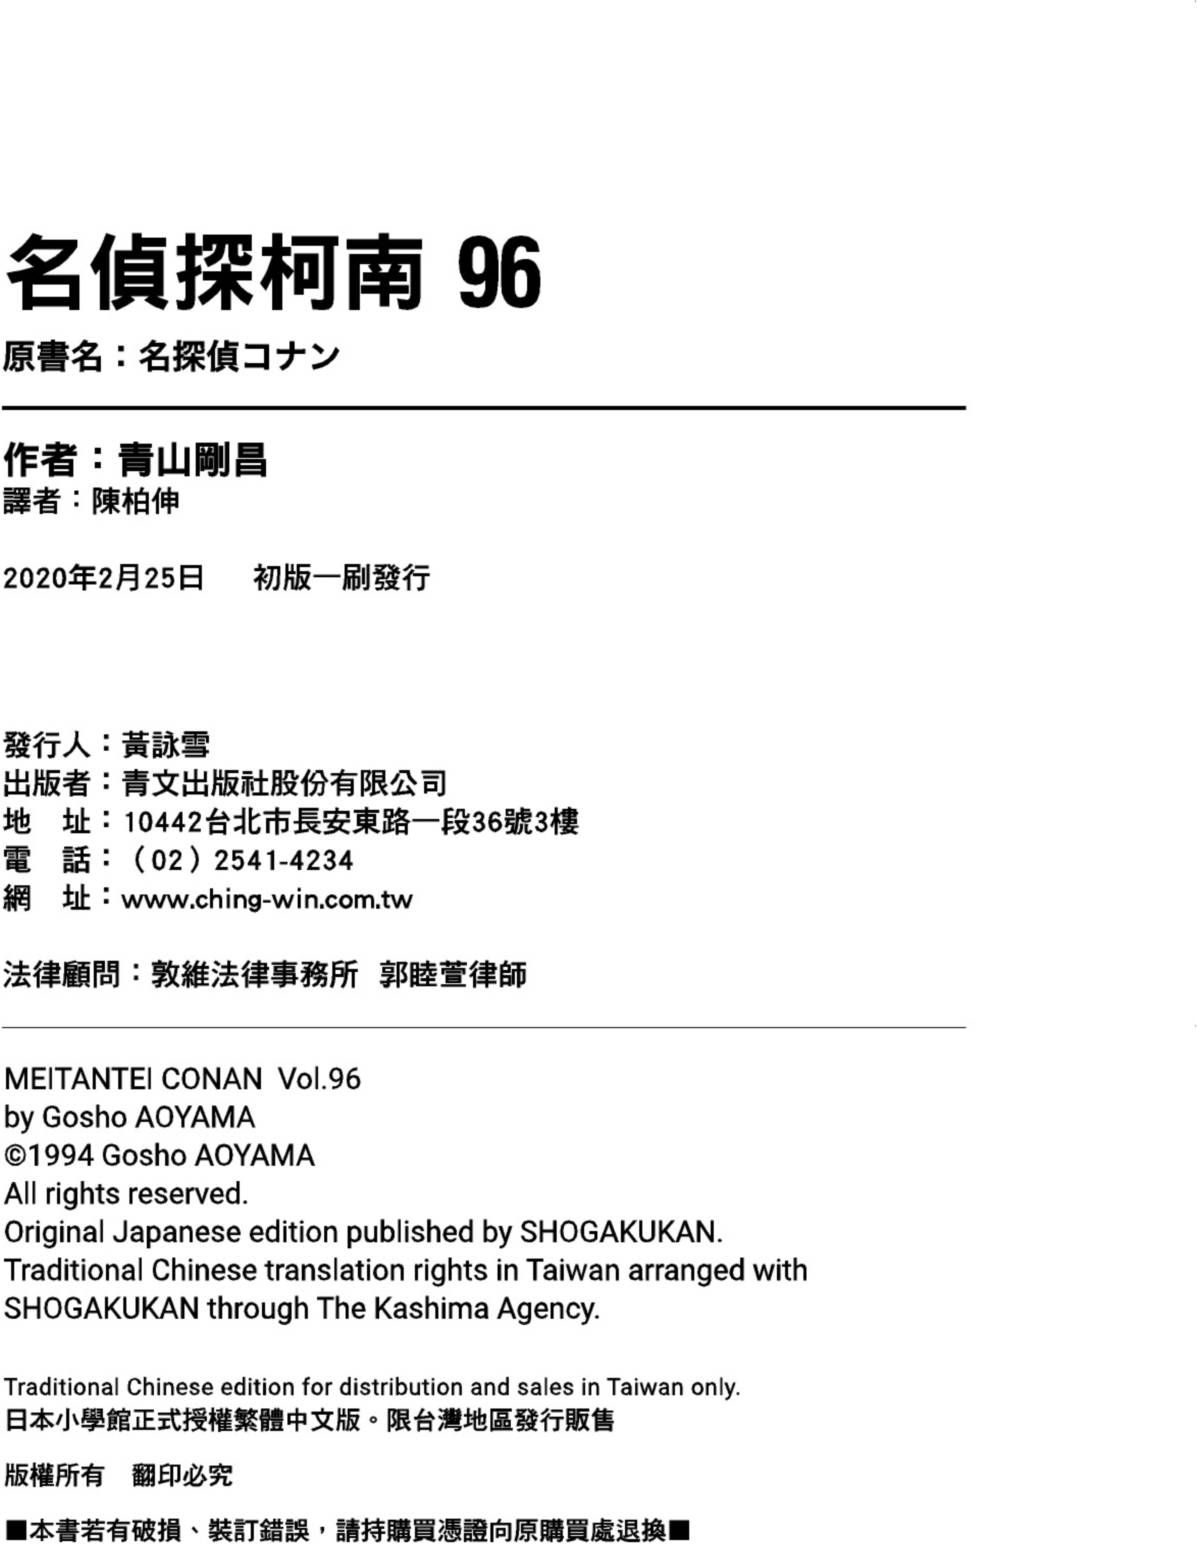 名偵探柯南 96
原書名：名探偵コナン
作者：青山剛昌
譯者：陳柏伸
2020年2月25日 初版一刷發行
發行人：黃詠雪
出版者：青文出版社股份有限公司
地 址：10442台北市長安東路一段36號3樓
電 話：（02）2541-4234
網 址：www.ching-win.com.tw
法律顧問：敦維法律事務所 郭睦萱律師
MEITANTEI CONAN Vol.96
by Gosho AOYAMA
©1994 Gosho AOYAMA
All rights reserved.
Original Japanese edition published by SHOGAKUKAN.
Traditional Chinese translation rights in Taiwan arranged with
SHOGAKUKAN through The Kashima Agency.
Traditional Chinese edition for distribution and sales in Taiwan only.
日本小學館正式授權繁體中文版。限台灣地區發行販售
版權所有 翻印必究
■本書若有破損、裝訂錯誤，請持購買憑證向原購買處退換■